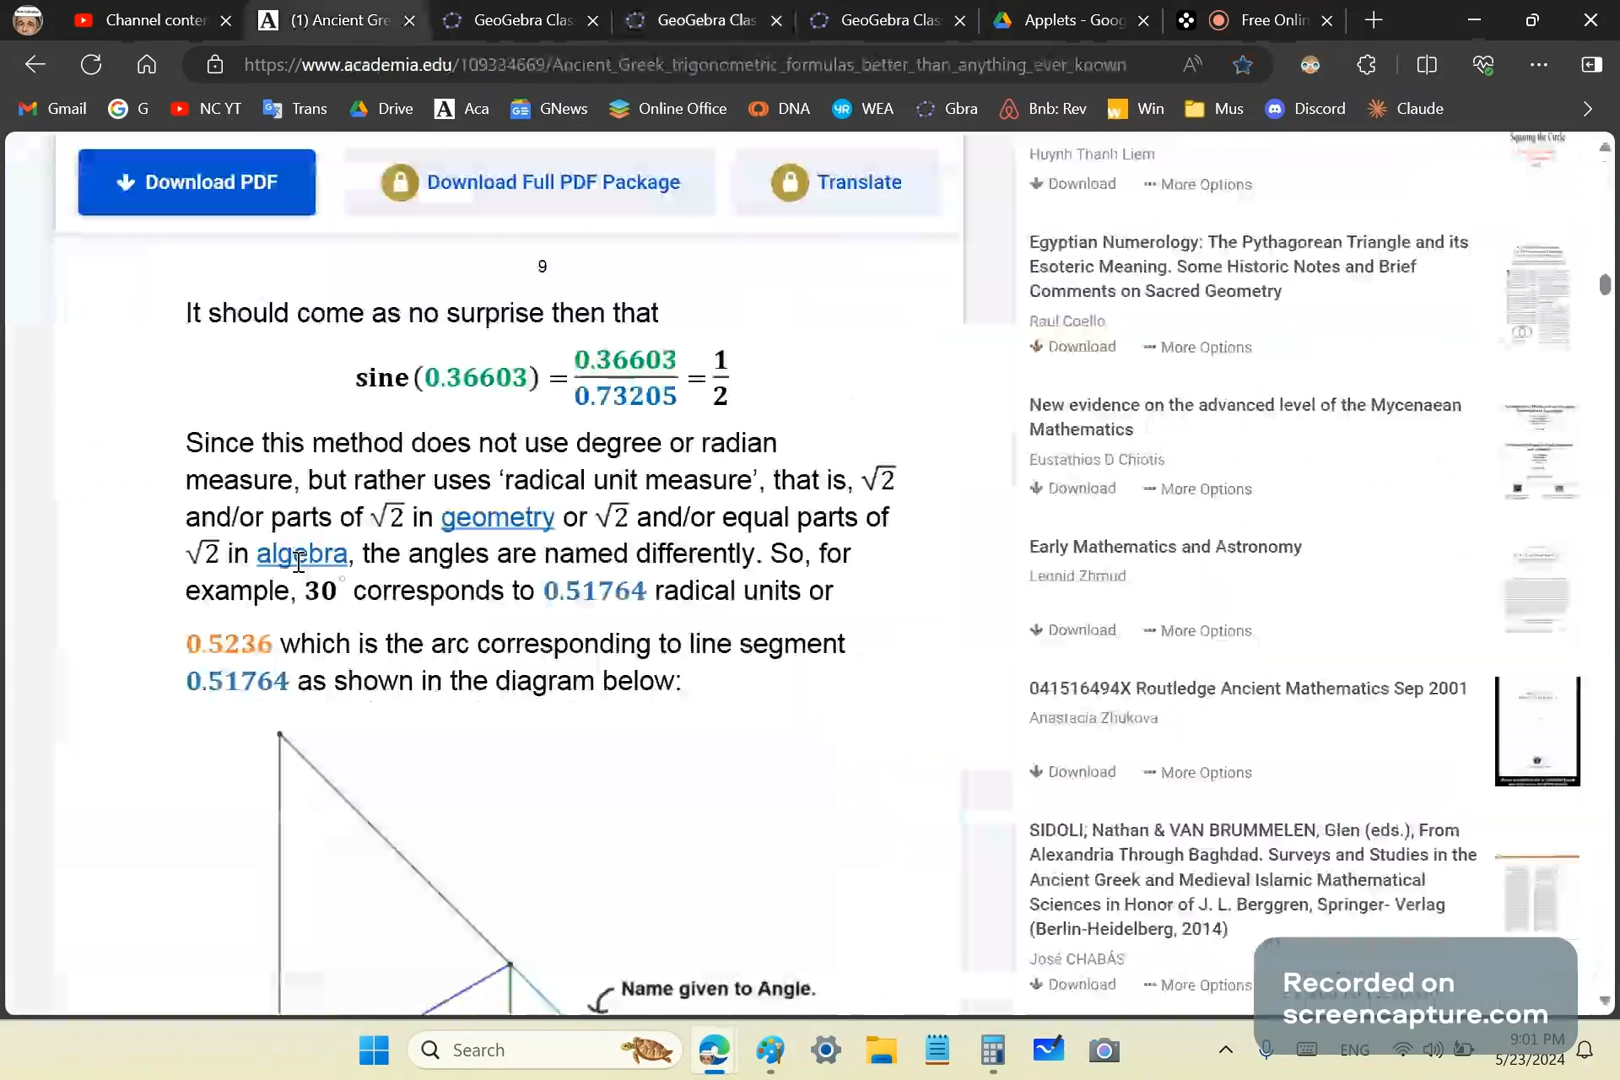 Channel conter
(1) Ancient Gre
GeoGebra Clas
GeoGebra Clas
GeoGebra Clas
Applets - Goog
Free Onlin
https://www.academia.edu/109334669/Ancient_Greek_trigonometric_formulas_better_than_anything_ever_known
Gmail
G
NC YT
Trans
Drive
Aca
GNews
Online Office
DNA
WEA
Gbra
Bnb: Rev
Win
Mus
Discord
Claude
Download PDF
Download Full PDF Package
Translate
9
It should come as no surprise then that
sine(0.36603) = 0.36603/0.73205 = 1/2
Since this method does not use degree or radian
measure, but rather uses ‘radical unit measure’, that is, √2
and/or parts of √2 in geometry or √2 and/or equal parts of
√2 in algebra, the angles are named differently. So, for
example, 30° corresponds to 0.51764 radical units or
0.5236 which is the arc corresponding to line segment
0.51764 as shown in the diagram below:
Name given to Angle.
Squaring the Circle
Huynh Thanh Liem
Download
More Options
Egyptian Numerology: The Pythagorean Triangle and its
Esoteric Meaning. Some Historic Notes and Brief
Comments on Sacred Geometry
Raul Coello
Download
More Options
New evidence on the advanced level of the Mycenaean
Mathematics
Eustathios D Chiotis
Download
More Options
Early Mathematics and Astronomy
Leonid Zhmud
Download
More Options
041516494X Routledge Ancient Mathematics Sep 2001
Anastacia Zhukova
Download
More Options
SIDOLI, Nathan & VAN BRUMMELEN, Glen (eds.), From
Alexandria Through Baghdad. Surveys and Studies in the
Ancient Greek and Medieval Islamic Mathematical
Sciences in Honor of J. L. Berggren, Springer- Verlag
(Berlin-Heidelberg, 2014)
José CHABÁS
Download
More Options
Recorded on
screencapture.com
Search
ENG
9:01 PM
5/23/2024